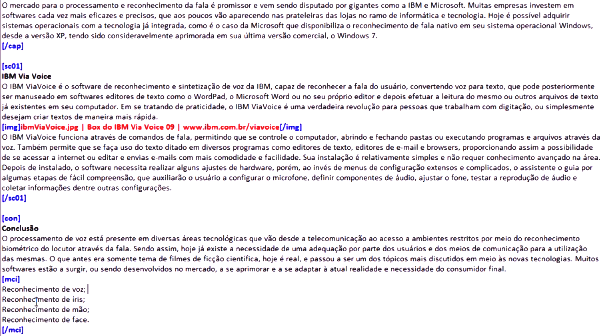 O mercado para o processamento e reconhecimento da fala é promissor e vem sendo disputado por gigantes como a IBM e Microsoft. Muitas empresas investem em
softwares cada vez mais eficazes e precisos, que aos poucos vão aparecendo nas prateleiras das lojas no ramo de informática e tecnologia. Hoje é possível adquirir
sistemas operacionais com a tecnologia já integrada, como é o caso da Microsoft que disponibiliza o reconhecimento de fala nativo em seu sistema operacional Windows,
desde a versão XP, tendo sido consideravelmente aprimorada em sua última versão comercial, o Windows 7.
[/cap]
[sc01]
IBM Via Voice
O IBM ViaVoice é o software de reconhecimento e sintetização de voz da IBM, capaz de reconhecer a fala do usuário, convertendo voz para texto, que pode posteriormente
ser manuseado em softwares editores de texto como o WordPad, o Microsoft Word ou no seu próprio editor e depois efetuar a leitura do mesmo ou outros arquivos de texto
já existentes em seu computador. Em se tratando de praticidade, o IBM ViaVoice é uma verdadeira revolução para pessoas que trabalham com digitação, ou simplesmente
desejam criar textos de maneira mais rápida.
[img]ibmViaVoice.jpg | Box do IBM Via Voice 09 | www.ibm.com.br/viavoice[/img]
O IBM ViaVoice funciona através de comandos de fala, permitindo que se controle o computador, abrindo e fechando pastas ou executando programas e arquivos através da
voz. Também permite que se faça uso do texto ditado em diversos programas como editores de texto, editores de e-mail e browsers, proporcionando assim a possibilidade
de se acessar a internet ou editar e envias e-mails com mais comodidade e facilidade. Sua instalação é relativamente simples e não requer conhecimento avançado na área.
Depois de instalado, o software necessita realizar alguns ajustes de hardware, porém, ao invés de menus de configuração extensos e complicados, o assistente o guia por
algumas etapas de fácil compreensão, que auxiliarão o usuário a configurar o microfone, definir componentes de áudio, ajustar o fone, testar a reprodução de áudio e
coletar informações dentre outras configurações.
[/sc01]
[con]
Conclusão
O processamento de voz está presente em diversas áreas tecnológicas que vão desde a telecomunicação ao acesso a ambientes restritos por meio do reconhecimento
biométrico do locutor através da fala. Sendo assim, hoje já existe a necessidade de uma adequação por parte dos usuários e dos meios de comunicação para a utilização
das mesmas. O que antes era somente tema de filmes de ficção cientifica, hoje é real, e passou a ser um dos tópicos mais discutidos em meio às novas tecnologias. Muitos
softwares estão a surgir, ou sendo desenvolvidos no mercado, a se aprimorar e a se adaptar à atual realidade e necessidade do consumidor final.
[mci]
Reconhecimento de voz;
Reconhecimento de íris;
Reconhecimento de mão;
Reconhecimento de face.
[/mci]